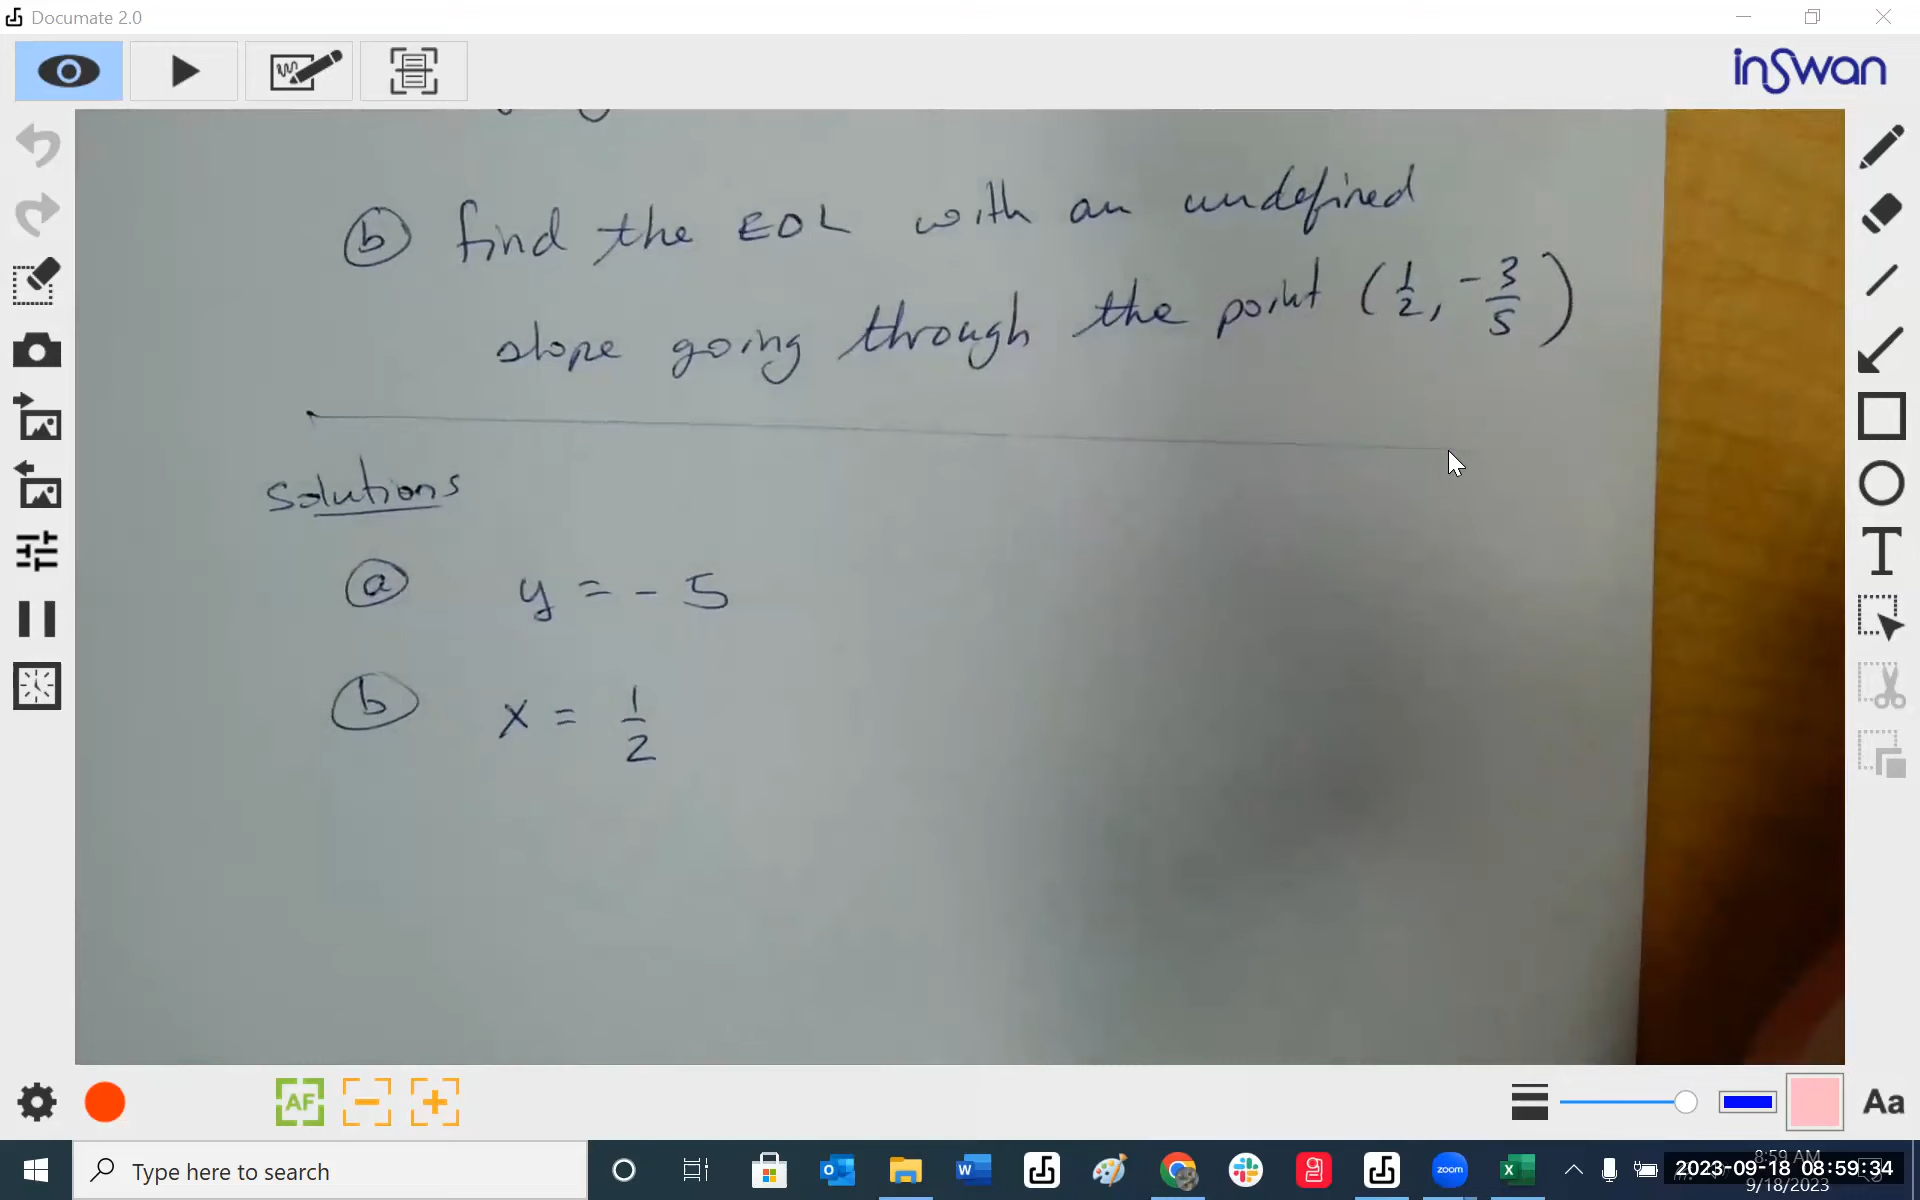 Documate 2.0
inSwan
(b) find the EOL with an undefined
slope going through the point (1/2, -3/5)
Solutions
(a) y = - 5
(b) x = 1/2
T
AF
Aa
Type here to search
zoom
8:59 AM
2023-09-18 08:59:34
9/18/2023